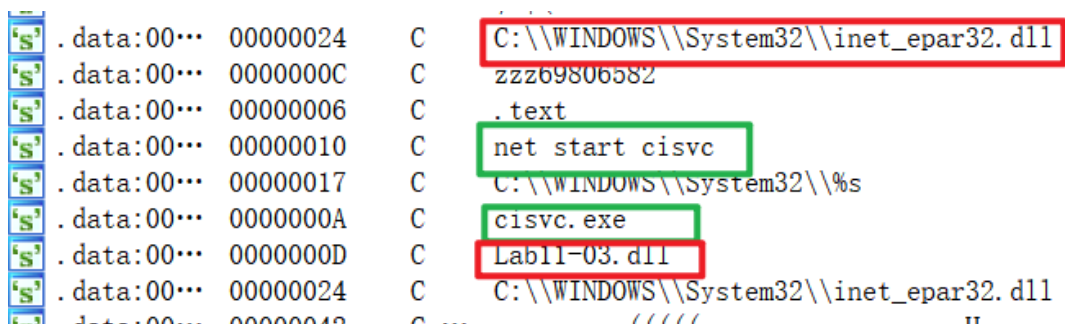 's' .data:00… 00000024 C C:\\WINDOWS\\System32\\inet_epar32.dll
's' .data:00… 0000000C C zzz69806582
's' .data:00… 00000006 C .text
's' .data:00… 00000010 C net start cisvc
's' .data:00… 00000017 C C:\\WINDOWS\\System32\\%s
's' .data:00… 0000000A C cisvc.exe
's' .data:00… 0000000D C Lab11-03.dll
's' .data:00… 00000024 C C:\\WINDOWS\\System32\\inet_epar32.dll